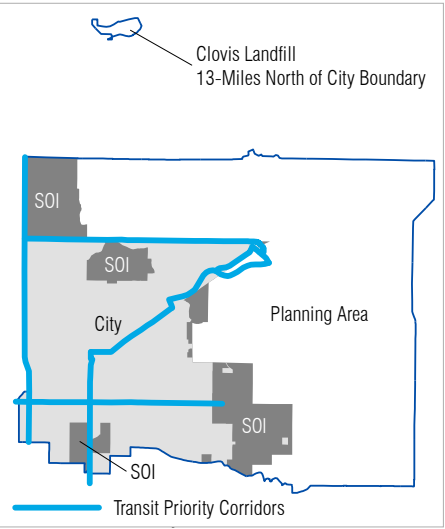 Clovis Landfill
13-Miles North of City Boundary
SOI
SOI
City
Planning Area
SOI
SOI
Transit Priority Corridors